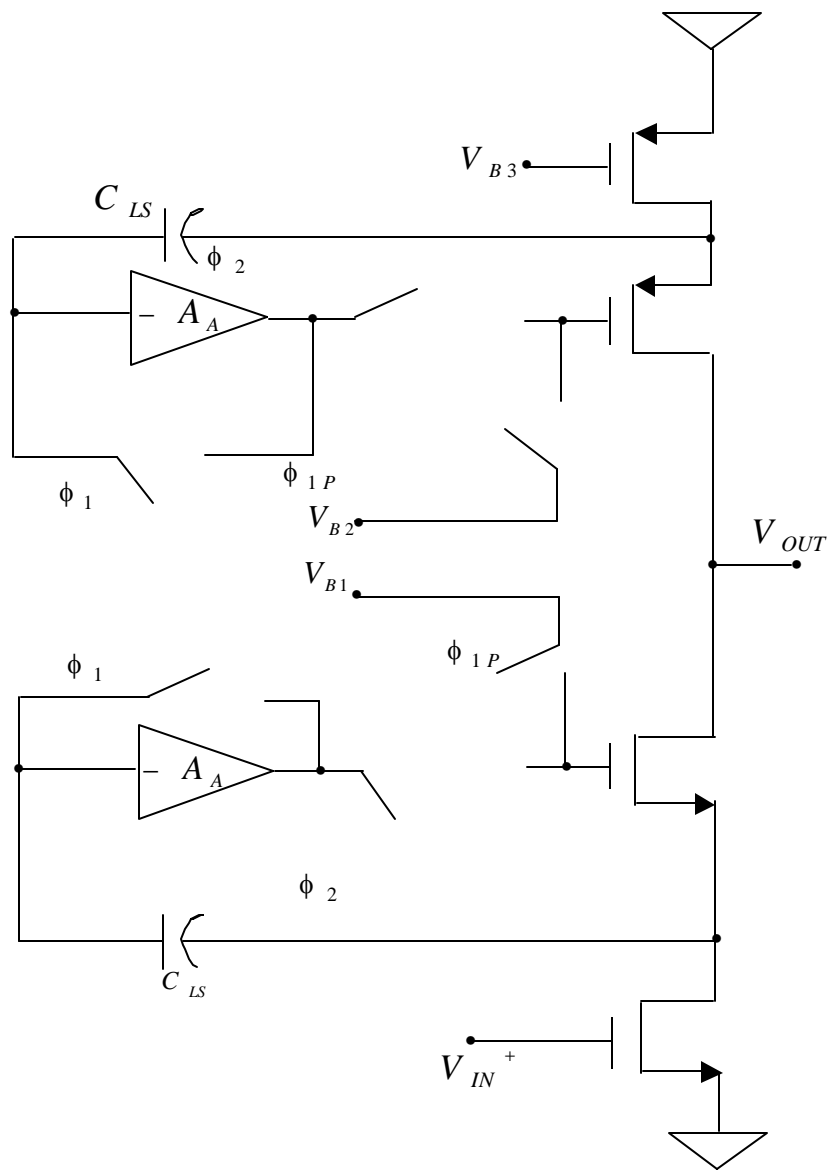 V B3
C LS
ϕ 2
− A A
ϕ 1P
ϕ 1
V B2
V OUT
V B1
ϕ 1P
ϕ 1
− A A
ϕ 2
C LS
V IN +